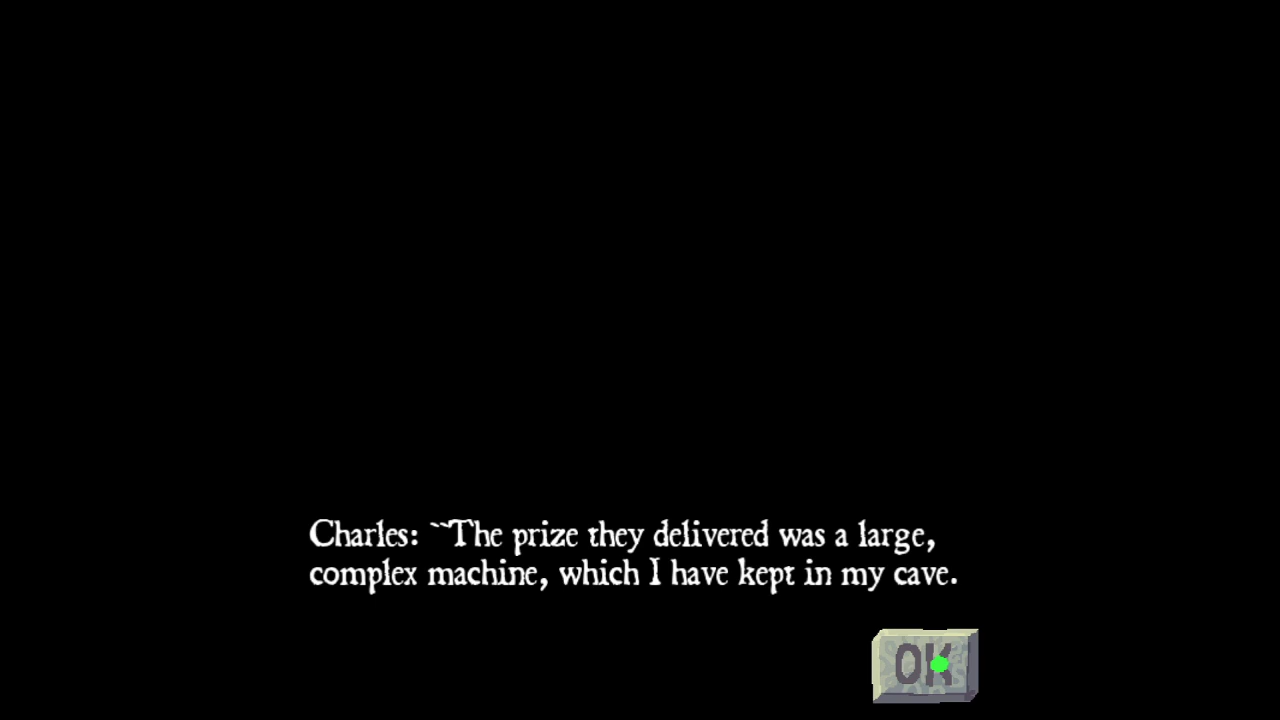 Charles: ``The prize they delivered was a large,
complex machine, which I have kept in my cave.
OK